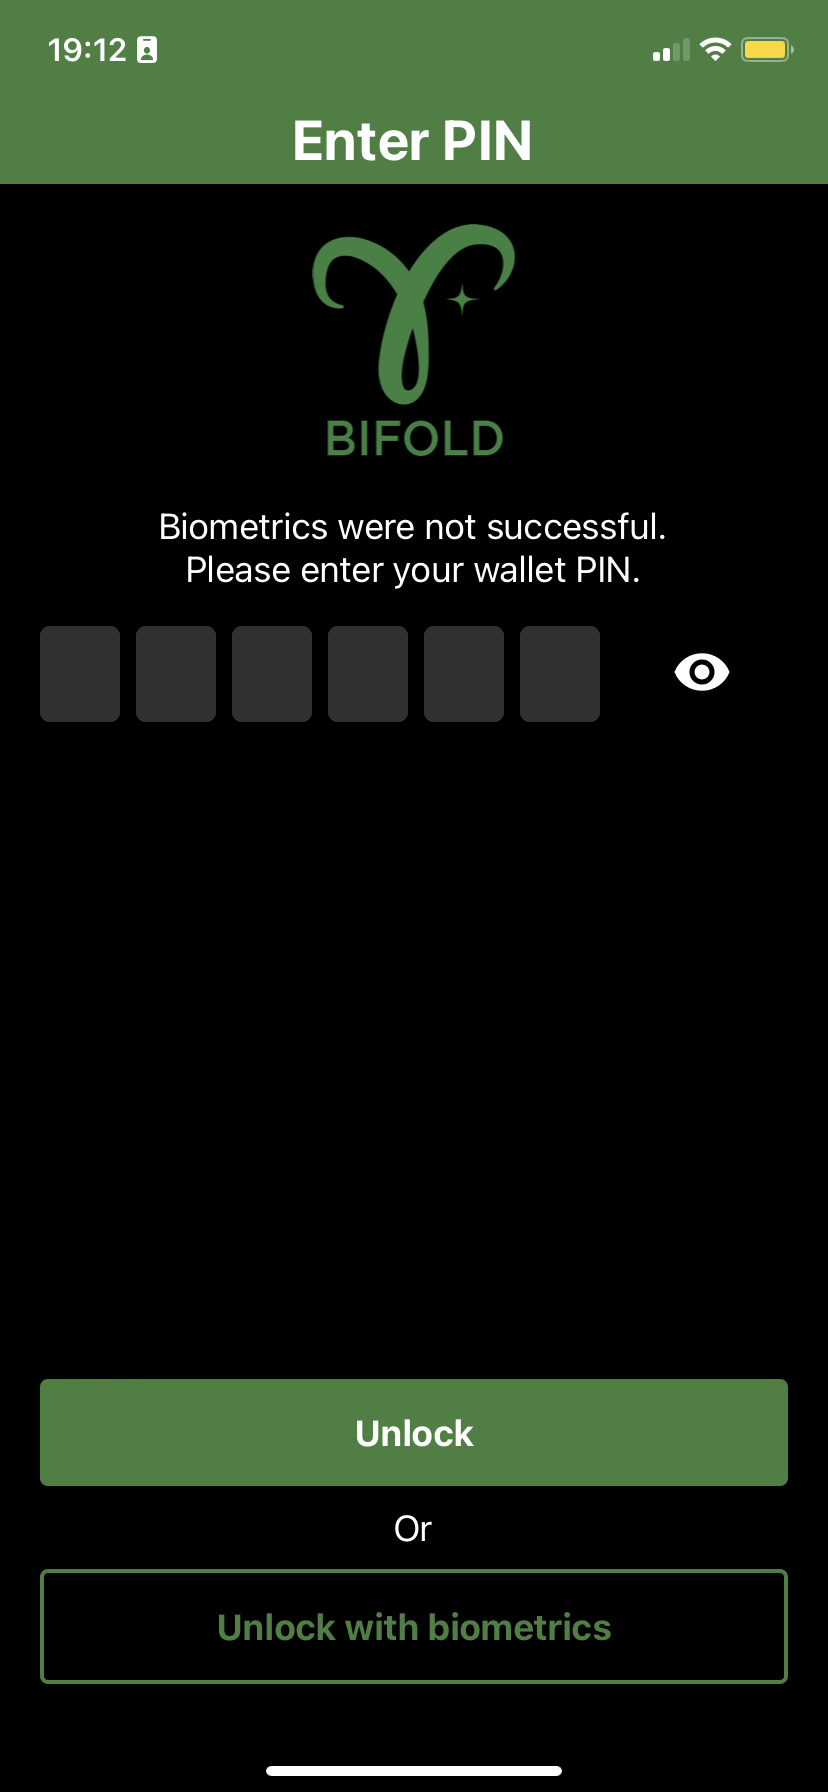 19:12
Enter PIN
BIFOLD
Biometrics were not successful.
Please enter your wallet PIN.
Unlock
Or
Unlock with biometrics